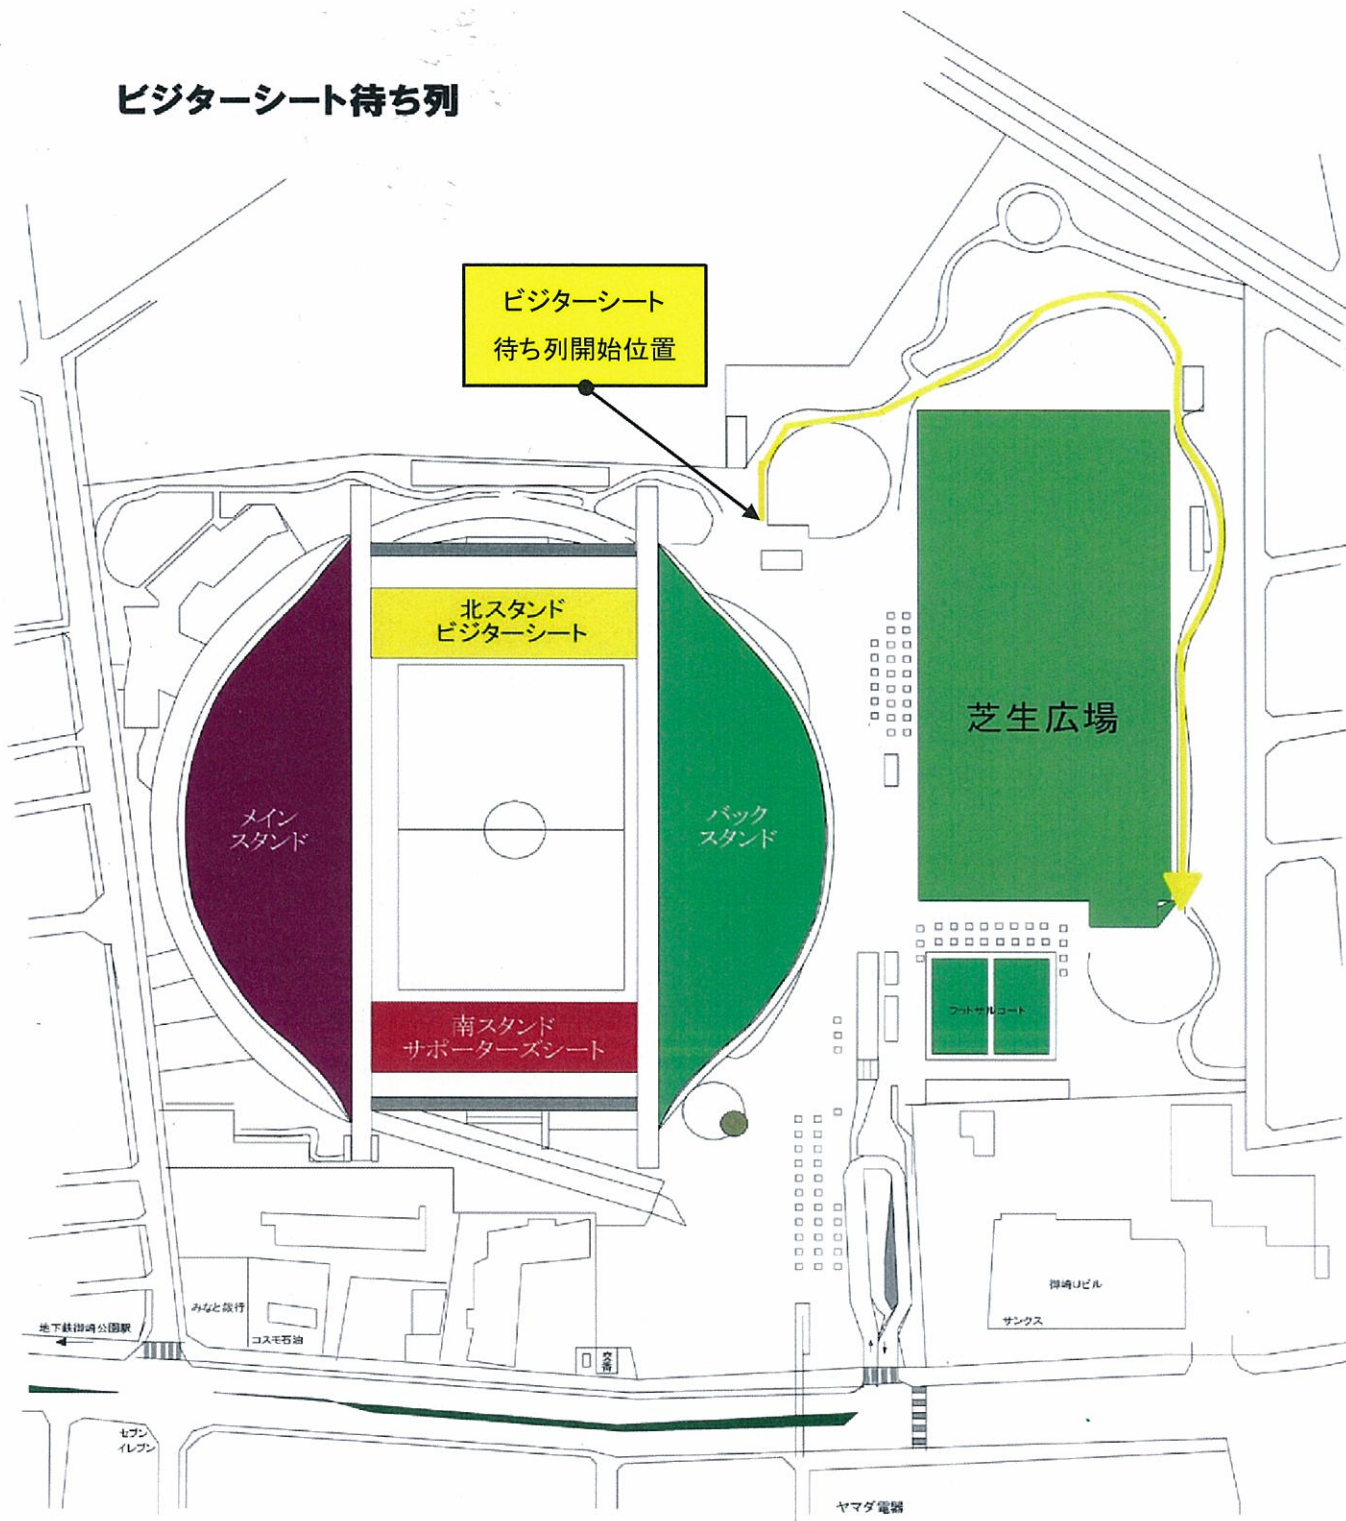 ビジターシート待ち列
ビジターシート
待ち列開始位置
北スタンド
ビジターシート
芝生広場
メイン
スタンド
バック
スタンド
フットサルコート
南スタンド
サポーターズシート
御崎Uビル
サンクス
みなと銀行
コスモ石油
地下鉄御崎公園駅
交番
セブン
イレブン
ヤマダ電器